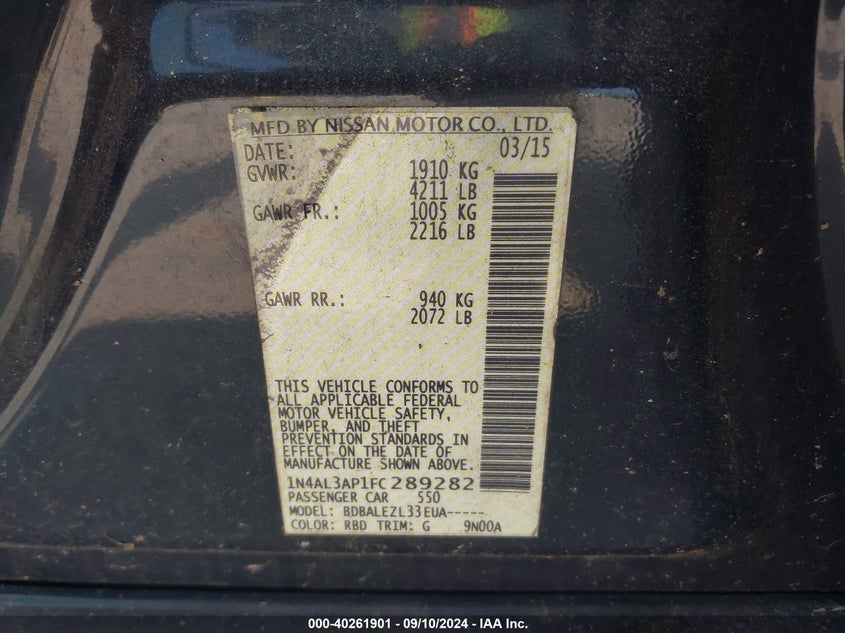 MFD BY NISSAN MOTOR CO., LTD.
DATE: 03/15
GVWR: 1910 KG
4211 LB
GAWR FR.: 1005 KG
2216 LB
GAWR RR.: 940 KG
2072 LB
THIS VEHICLE CONFORMS TO
ALL APPLICABLE FEDERAL
MOTOR VEHICLE SAFETY,
BUMPER, AND THEFT
PREVENTION STANDARDS IN
EFFECT ON THE DATE OF
MANUFACTURE SHOWN ABOVE.
1N4AL3AP1FC289282
PASSENGER CAR 550
MODEL: BDBALEZL33EUA-----
COLOR: RBD TRIM: G 9N00A
000-40261901 - 09/10/2024 - IAA Inc.